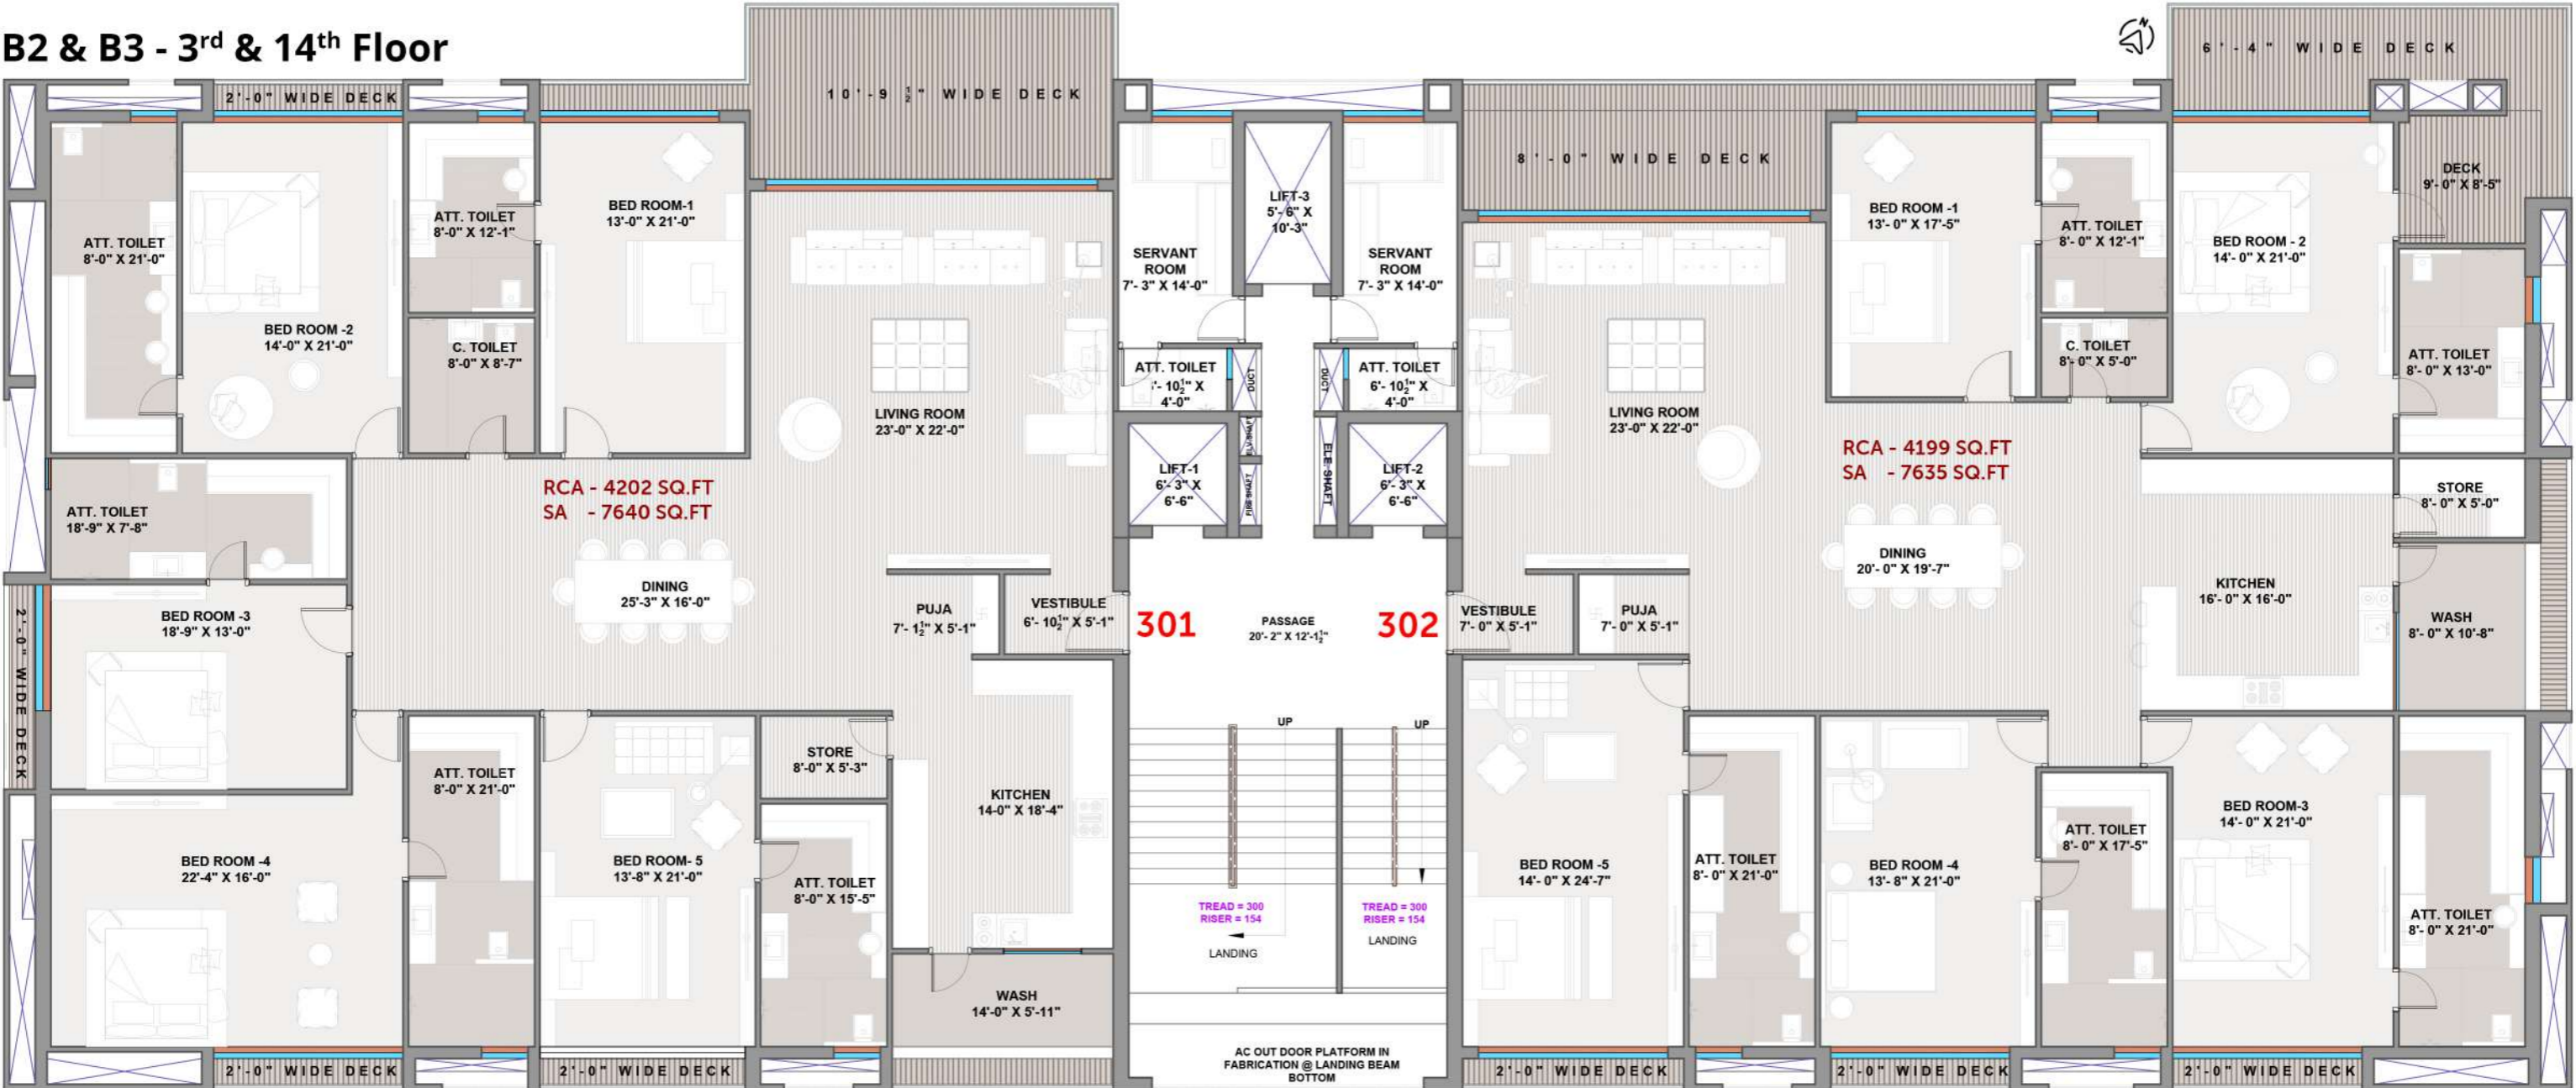 B2 & B3 - 3rd & 14th Floor
2'-0" WIDE DECK
10'-9 ½" WIDE DECK
8'-0" WIDE DECK
6'-4" WIDE DECK
ATT. TOILET
8'-0" X 21'-0"
BED ROOM -2
14'-0" X 21'-0"
ATT. TOILET
8'-0" X 12'-1"
C. TOILET
8'-0" X 8'-7"
BED ROOM-1
13'-0" X 21'-0"
LIVING ROOM
23'-0" X 22'-0"
RCA - 4202 SQ.FT
SA - 7640 SQ.FT
ATT. TOILET
18'-9" X 7'-8"
BED ROOM -3
18'-9" X 13'-0"
2'-0" WIDE DECK
DINING
25'-3" X 16'-0"
PUJA
7'- 1½" X 5'-1"
VESTIBULE
6'- 10½" X 5'-1"
301
BED ROOM -4
22'-4" X 16'-0"
ATT. TOILET
8'-0" X 21'-0"
BED ROOM- 5
13'-8" X 21'-0"
STORE
8'-0" X 5'-3"
ATT. TOILET
8'-0" X 15'-5"
KITCHEN
14-0" X 18'-4"
WASH
14'-0" X 5'-11"
2'-0" WIDE DECK
2'-0" WIDE DECK
SERVANT
ROOM
7'- 3" X 14'-0"
LIFT-3
5'- 6" X
10'-3"
SERVANT
ROOM
7'- 3" X 14'-0"
ATT. TOILET
'- 10½" X
4'-0"
DUCT
DUCT
ATT. TOILET
6'- 10½" X
4'-0"
LIFT-1
6'- 3" X
6'-6"
FIRE SHAFT
ELE-SHAFT
LIFT-2
6'- 3" X
6'-6"
PASSAGE
20'- 2" X 12'-1½"
302
UP
UP
TREAD = 300
RISER = 154
LANDING
TREAD = 300
RISER = 154
LANDING
AC OUT DOOR PLATFORM IN
FABRICATION @ LANDING BEAM
BOTTOM
BED ROOM -1
13'- 0" X 17'-5"
ATT. TOILET
8'- 0" X 12'-1"
C. TOILET
8'- 0" X 5'-0"
BED ROOM - 2
14'- 0" X 21'-0"
DECK
9'- 0" X 8'-5"
ATT. TOILET
8'- 0" X 13'-0"
LIVING ROOM
23'-0" X 22'-0"
RCA - 4199 SQ.FT
SA - 7635 SQ.FT
DINING
20'- 0" X 19'-7"
STORE
8'- 0" X 5'-0"
KITCHEN
16'- 0" X 16'-0"
WASH
8'- 0" X 10'-8"
VESTIBULE
7'- 0" X 5'-1"
PUJA
7'- 0" X 5'-1"
BED ROOM -5
14'- 0" X 24'-7"
ATT. TOILET
8'- 0" X 21'-0"
BED ROOM -4
13'- 8" X 21'-0"
ATT. TOILET
8'- 0" X 17'-5"
BED ROOM-3
14'- 0" X 21'-0"
ATT. TOILET
8'- 0" X 21'-0"
2'-0" WIDE DECK
2'-0" WIDE DECK
2'-0" WIDE DECK